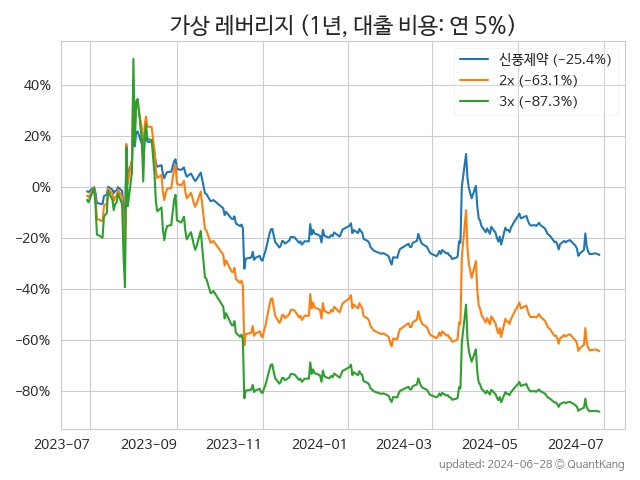 가상 레버리지 (1년, 대출 비용: 연 5%)
신풍제약 (−25.4%)
2x (−63.1%)
3x (−87.3%)
40%
20%
0%
−20%
−40%
−60%
−80%
2023-07
2023-09
2023-11
2024-01
2024-03
2024-05
2024-07
updated: 2024-06-28 © QuantKang